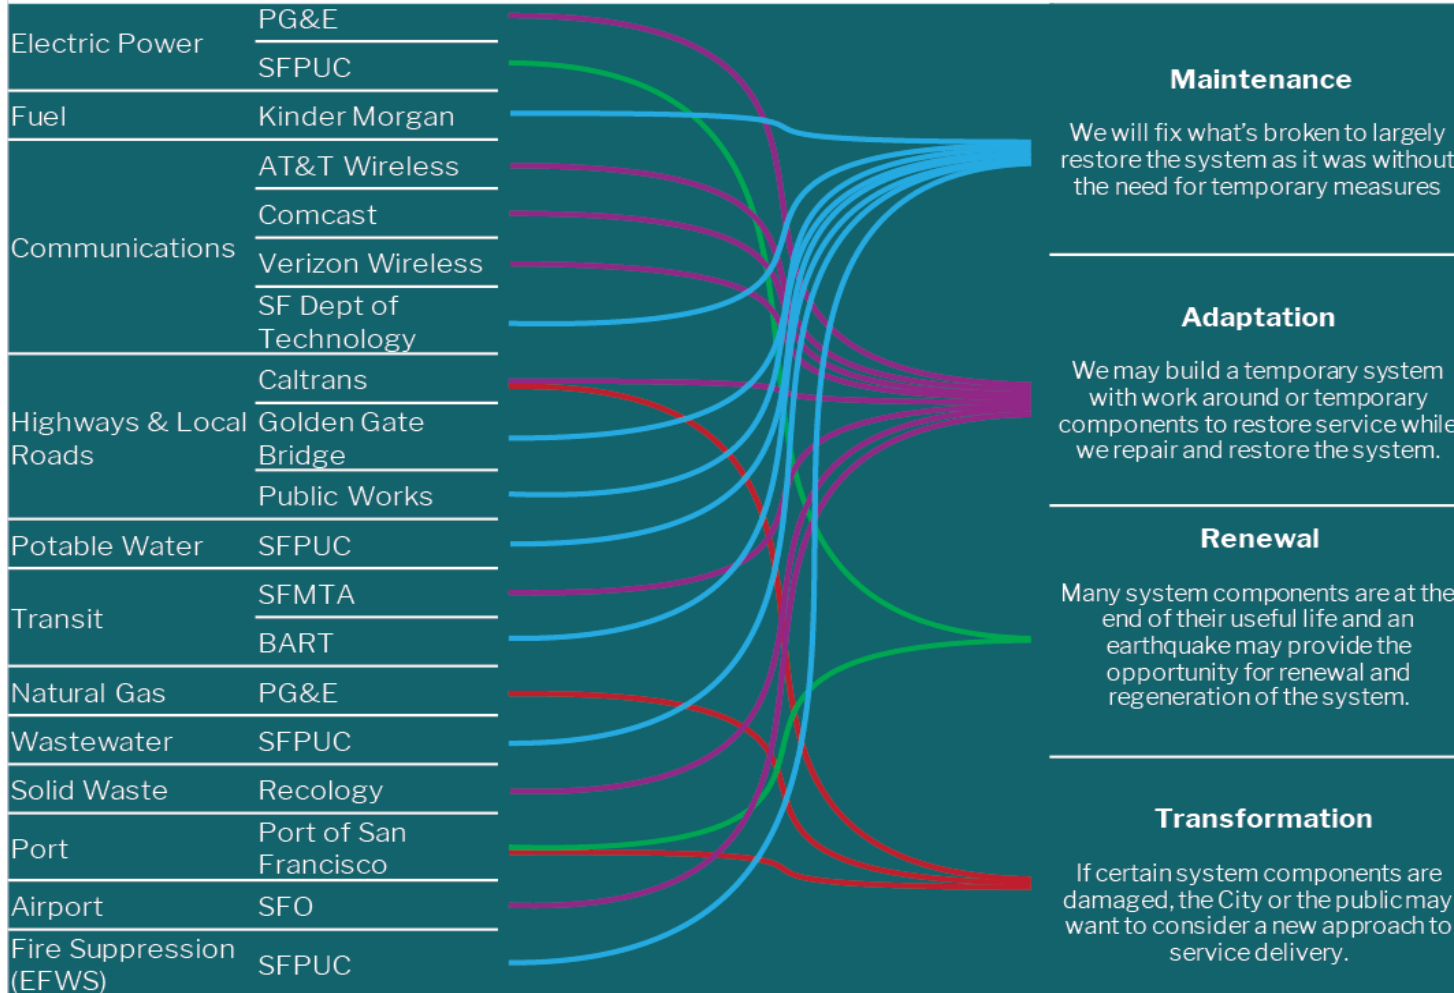 Electric Power
PG&E
SFPUC
Fuel
Kinder Morgan
Communications
AT&T Wireless
Comcast
Verizon Wireless
SF Dept of
Technology
Highways & Local
Roads
Caltrans
Golden Gate
Bridge
Public Works
Potable Water
SFPUC
Transit
SFMTA
BART
Natural Gas
PG&E
Wastewater
SFPUC
Solid Waste
Recology
Port
Port of San
Francisco
Airport
SFO
Fire Suppression
(EFWS)
SFPUC
Maintenance
We will fix what’s broken to largely
restore the system as it was without
the need for temporary measures
Adaptation
We may build a temporary system
with work around or temporary
components to restore service while
we repair and restore the system.
Renewal
Many system components are at the
end of their useful life and an
earthquake may provide the
opportunity for renewal and
regeneration of the system.
Transformation
If certain system components are
damaged, the City or the public may
want to consider a new approach to
service delivery.